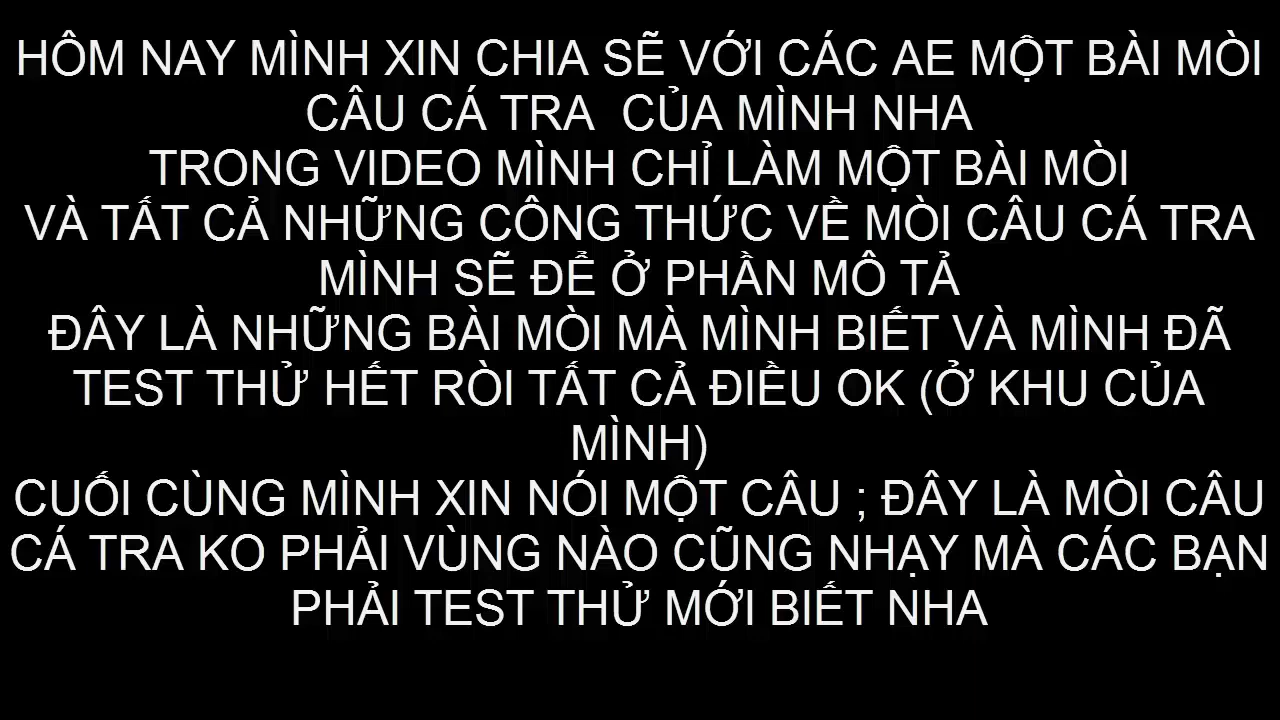 HÔM NAY MÌNH XIN CHIA SẼ VỚI CÁC AE MỘT BÀI MÒI
CÂU CÁ TRA  CỦA MÌNH NHA
TRONG VIDEO MÌNH CHỈ LÀM MỘT BÀI MÒI
VÀ TẤT CẢ NHỮNG CÔNG THỨC VỀ MÒI CÂU CÁ TRA
MÌNH SẼ ĐỂ Ở PHẦN MÔ TẢ
ĐÂY LÀ NHỮNG BÀI MÒI MÀ MÌNH BIẾT VÀ MÌNH ĐÃ
TEST THỬ HẾT RÒI TẤT CẢ ĐIỀU OK (Ở KHU CỦA
MÌNH)
CUỐI CÙNG MÌNH XIN NÓI MỘT CÂU ; ĐÂY LÀ MÒI CÂU
CÁ TRA KO PHẢI VÙNG NÀO CŨNG NHẠY MÀ CÁC BẠN
PHẢI TEST THỬ MỚI BIẾT NHA